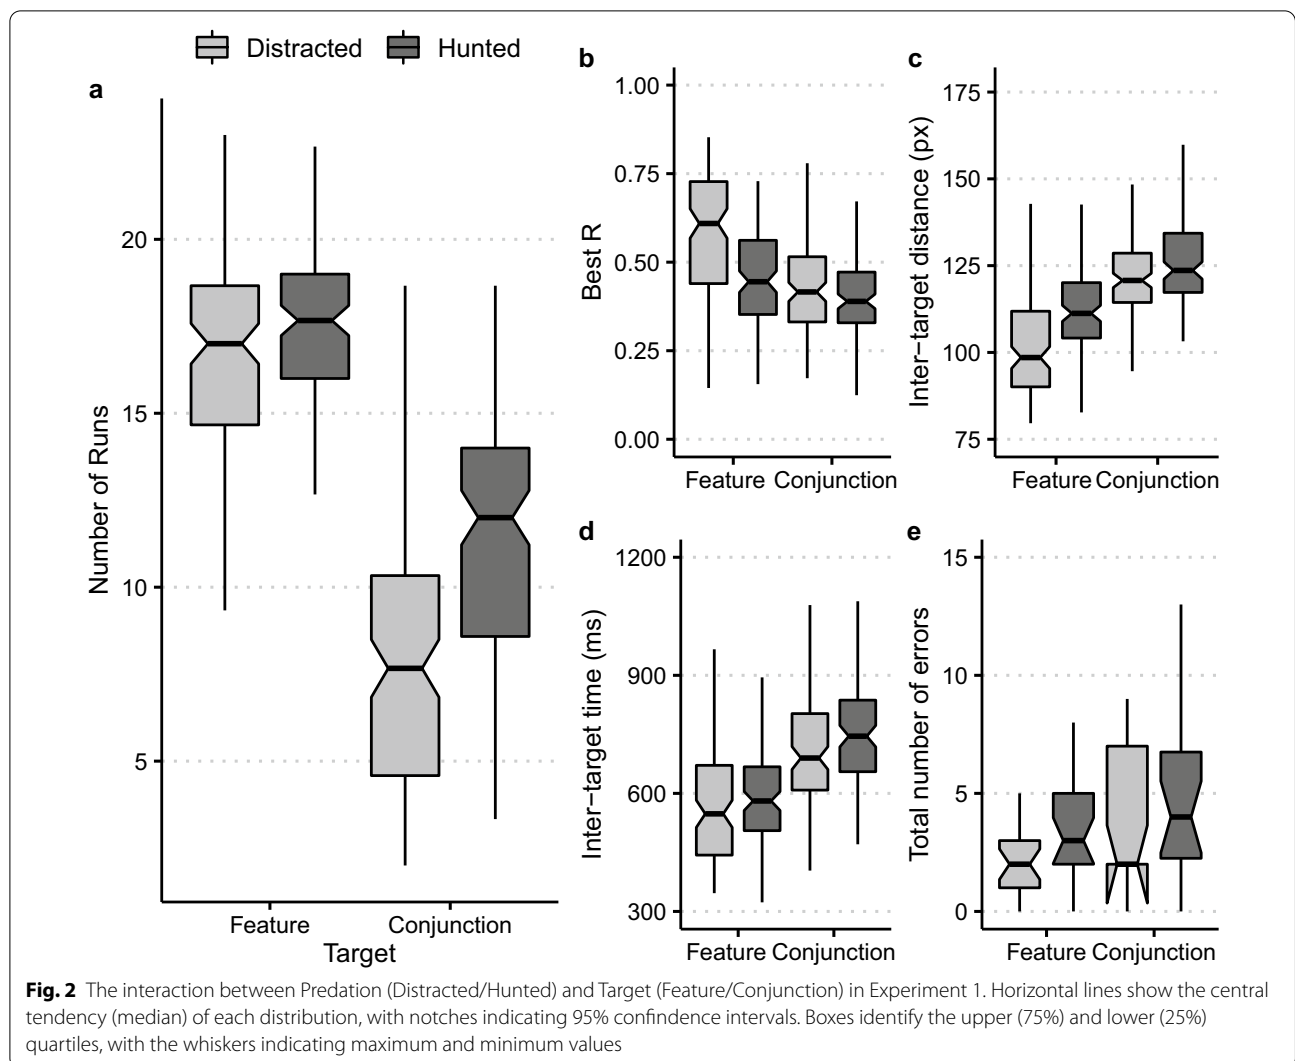 Distracted Hunted
a
20
15
10
5
Number of Runs
Feature Conjunction
Target
b
1.00
0.75
0.50
0.25
0.00
Best R
Feature Conjunction
c
175
150
125
100
75
Inter−target distance (px)
Feature Conjunction
d
1200
900
600
300
Inter−target time (ms)
Feature Conjunction
e
15
10
5
0
Total number of errors
Feature Conjunction
Fig. 2 The interaction between Predation (Distracted/Hunted) and Target (Feature/Conjunction) in Experiment 1. Horizontal lines show the central
tendency (median) of each distribution, with notches indicating 95% confindence intervals. Boxes identify the upper (75%) and lower (25%)
quartiles, with the whiskers indicating maximum and minimum values